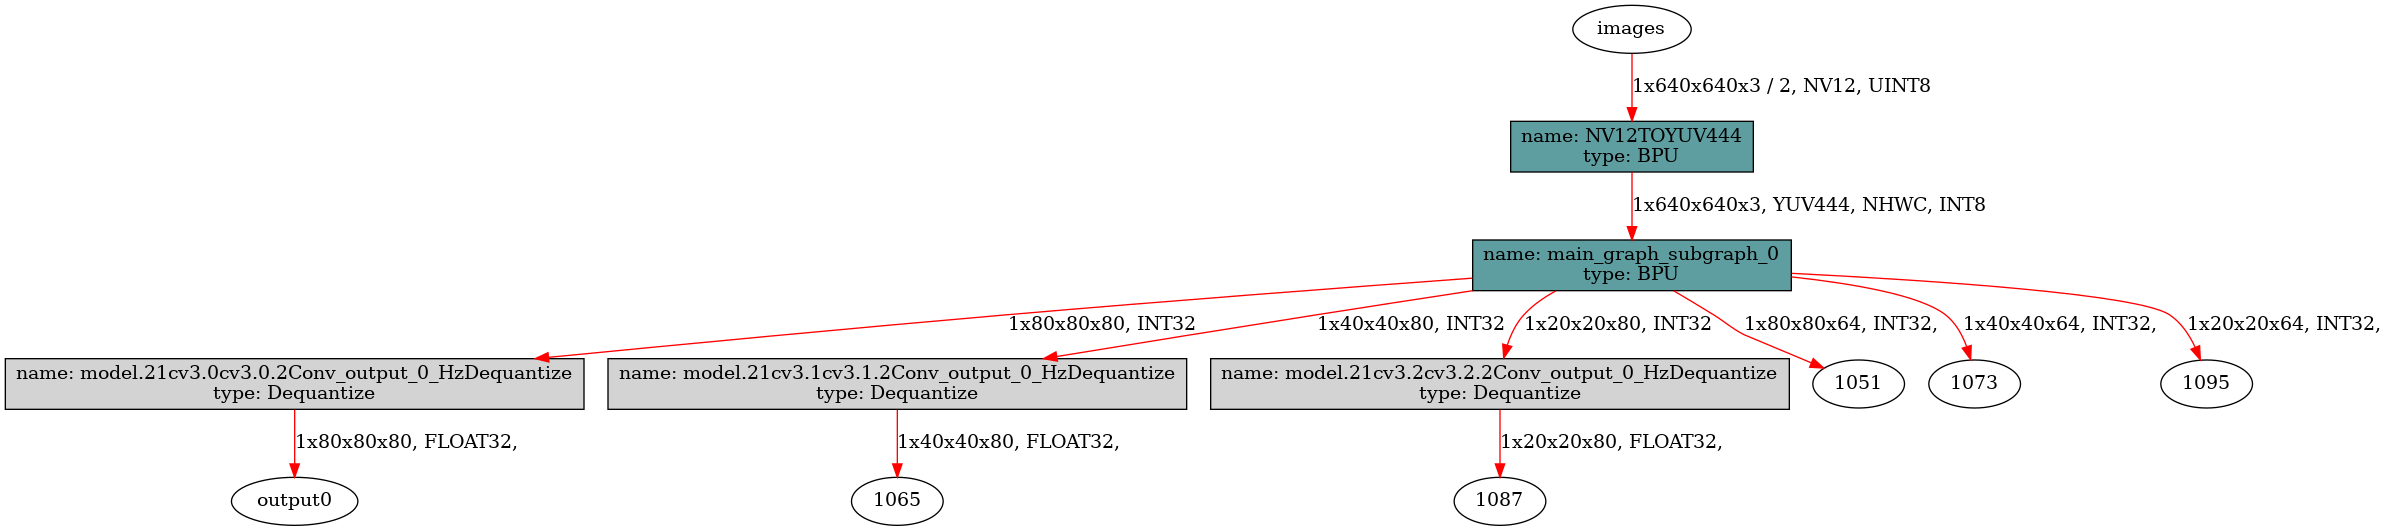 images
1x640x640x3 / 2, NV12, UINT8
name: NV12TOYUV444
type: BPU
1x640x640x3, YUV444, NHWC, INT8
name: main_graph_subgraph_0
type: BPU
1x80x80x80, INT32
1x40x40x80, INT32
1x20x20x80, INT32
1x80x80x64, INT32,
1x40x40x64, INT32,
1x20x20x64, INT32,
name: model.21cv3.0cv3.0.2Conv_output_0_HzDequantize
type: Dequantize
name: model.21cv3.1cv3.1.2Conv_output_0_HzDequantize
type: Dequantize
name: model.21cv3.2cv3.2.2Conv_output_0_HzDequantize
type: Dequantize
1051
1073
1095
1x80x80x80, FLOAT32,
1x40x40x80, FLOAT32,
1x20x20x80, FLOAT32,
output0
1065
1087